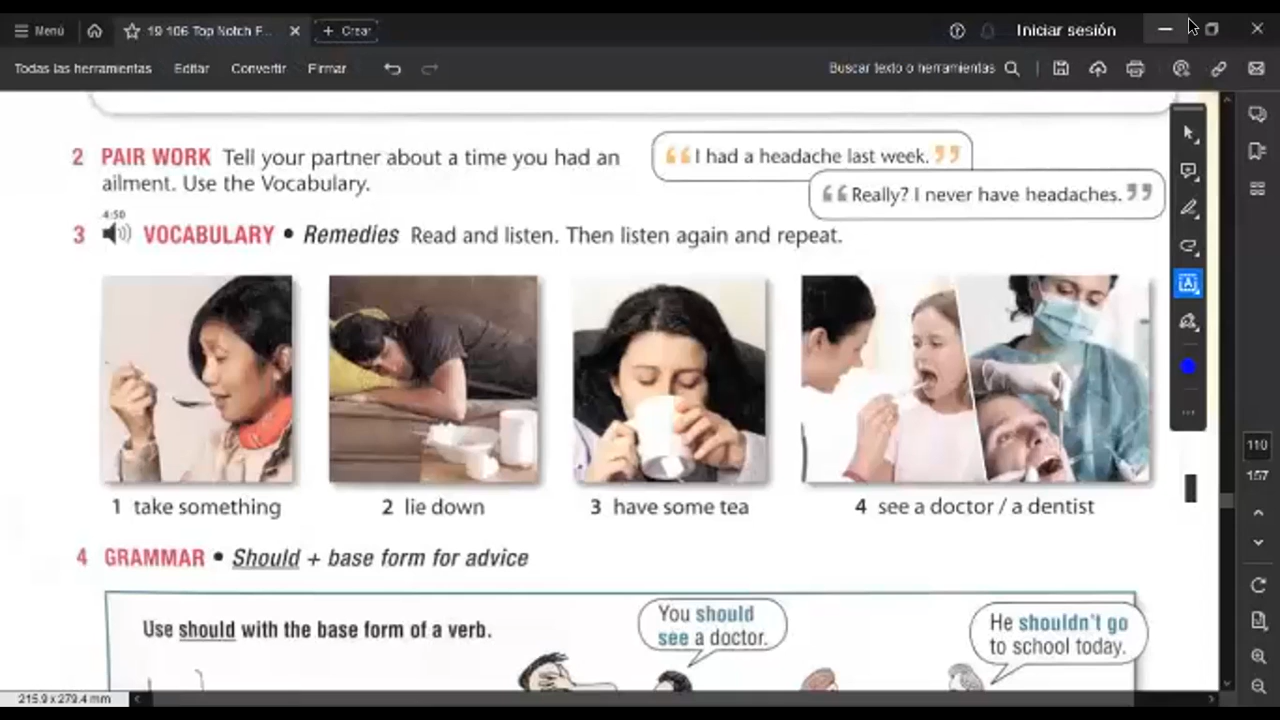 Menú
19 106 Top Notch F...
+ Crear
Iniciar sesión
Todas las herramientas
Editar
Convertir
Firmar
Buscar texto o herramientas
2 PAIR WORK Tell your partner about a time you had an
ailment. Use the Vocabulary.
“I had a headache last week.”
“Really? I never have headaches.”
4:50
3 VOCABULARY • Remedies Read and listen. Then listen again and repeat.
1 take something
2 lie down
3 have some tea
4 see a doctor / a dentist
4 GRAMMAR • Should + base form for advice
Use should with the base form of a verb.
You should
see a doctor.
He shouldn't go
to school today.
110
157
215.9 x 279.4 mm